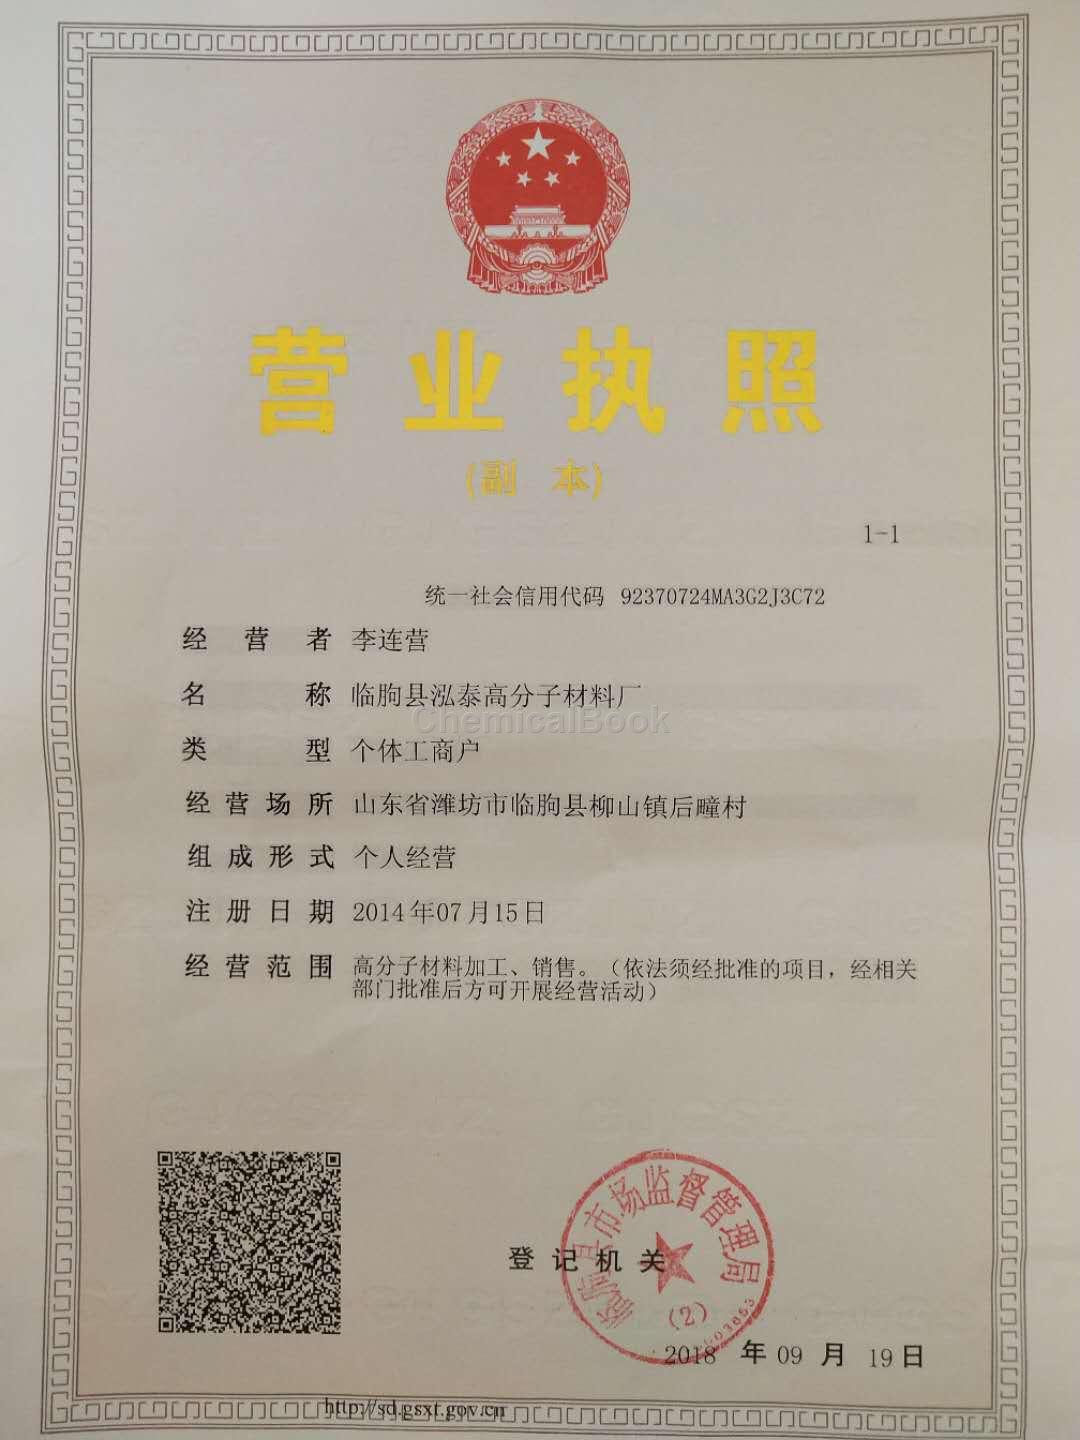 营业执照
(副 本)
1-1
统一社会信用代码 92370724MA3G2J3C72
经营者 李连营
名称 临朐县泓泰高分子材料厂
ChemicalBook
类型 个体工商户
经营场所 山东省潍坊市临朐县柳山镇后疃村
组成形式 个人经营
注册日期 2014年07月15日
经营范围 高分子材料加工、销售。（依法须经批准的项目，经相关
部门批准后方可开展经营活动）
临朐县市场监督管理局
登记机关
(2)
2018 年 09 月 19 日
http://sd.gsxt.gov.cn